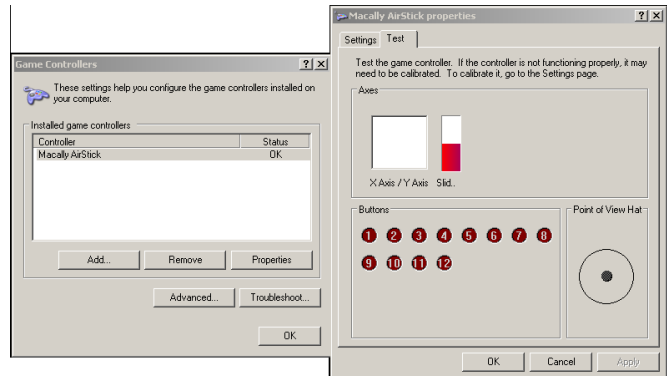 Game Controllers
These settings help you configure the game controllers installed on
your computer.
Installed game controllers
Controller Status
Macally AirStick OK
Add... Remove Properties
Advanced... Troubleshoot...
OK
Macally AirStick properties
Settings Test
Test the game controller. If the controller is not functioning properly, it may
need to be calibrated. To calibrate it, go to the Settings page.
Axes
X Axis / Y Axis Slid..
Buttons
1 2 3 4 5 6 7 8
9 10 11 12
Point of View Hat
OK Cancel Apply